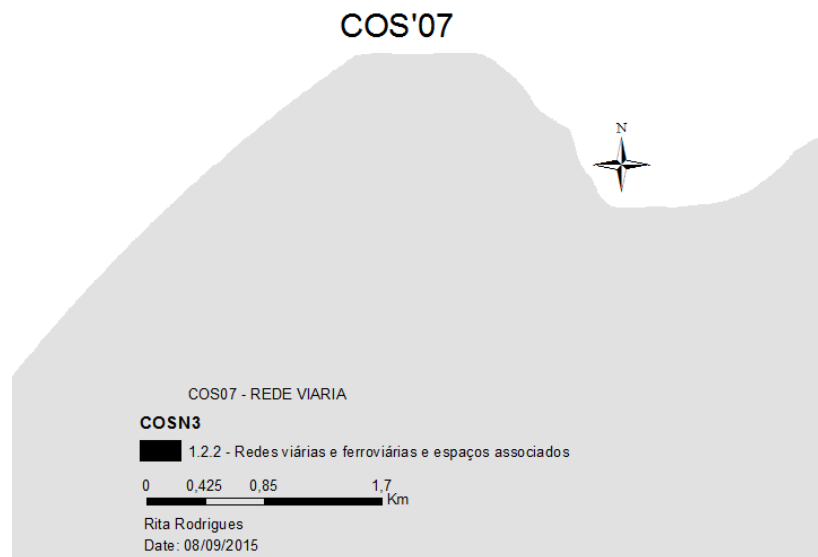 COS'07
N
COS07 - REDE VIARIA
COSN3
1.2.2 - Redes viárias e ferroviárias e espaços associados
0 0,425 0,85 1,7
Km
Rita Rodrigues
Date: 08/09/2015